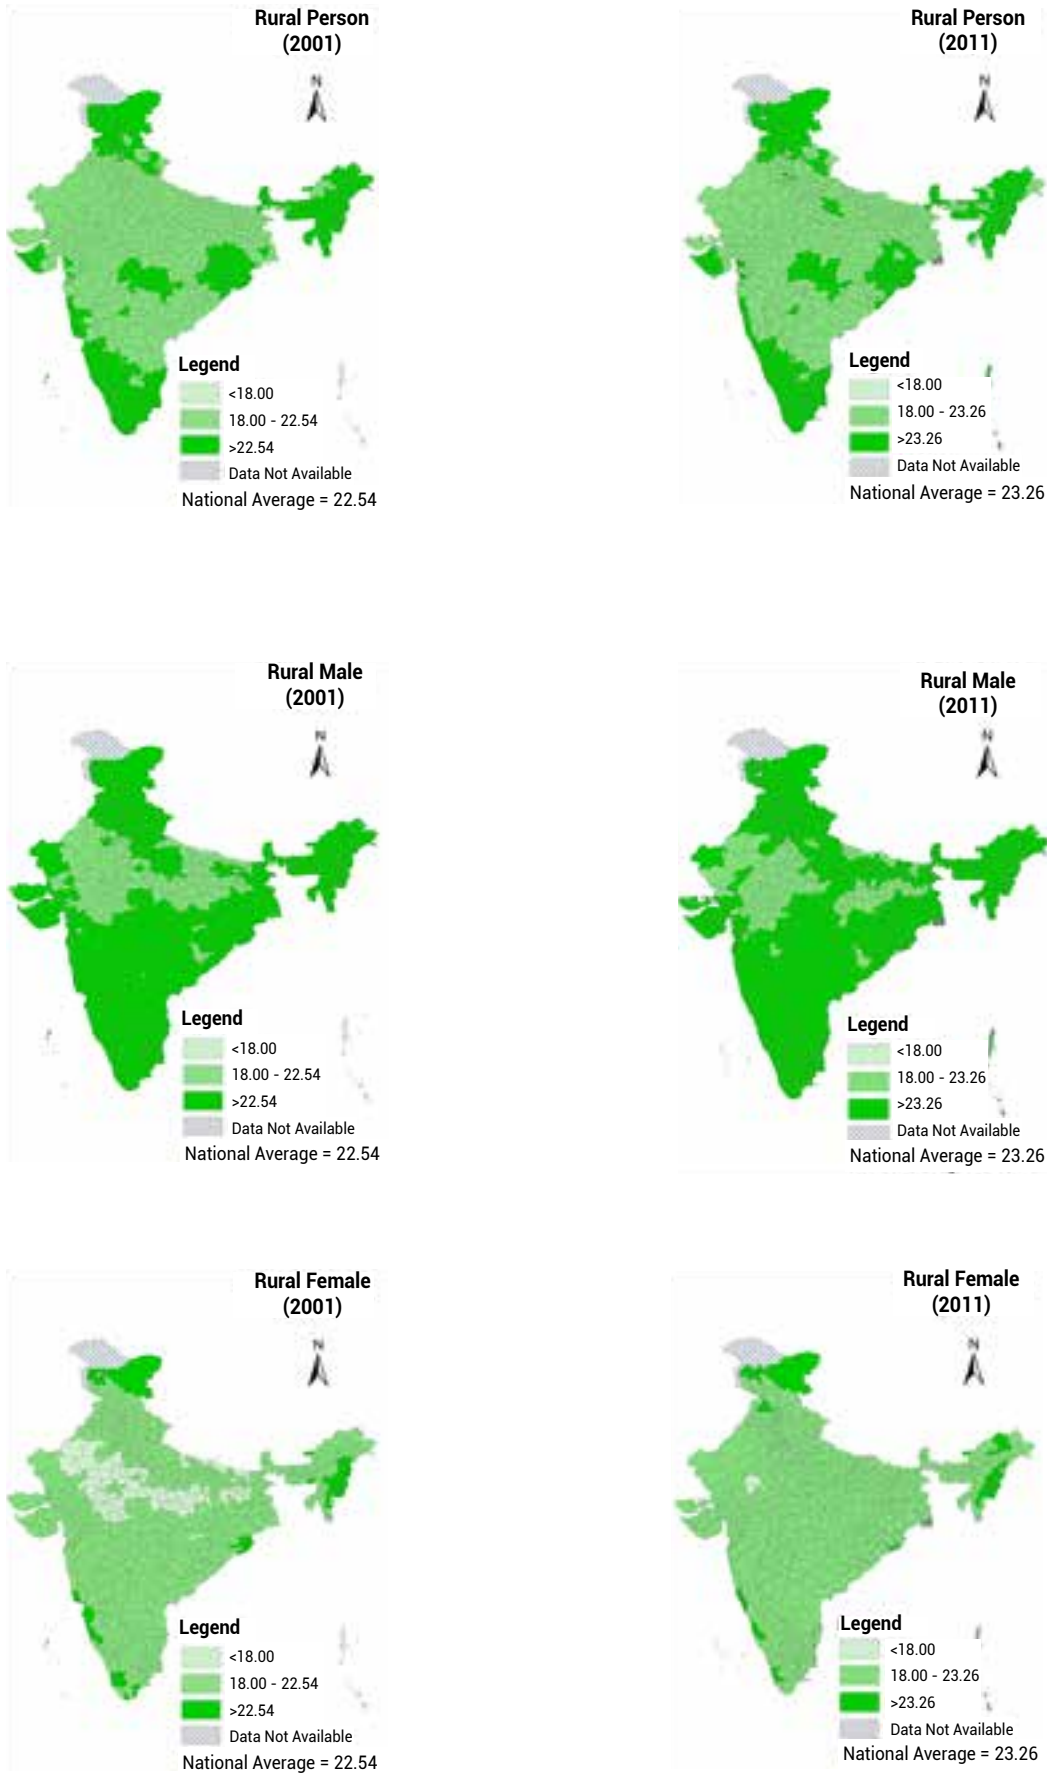 Rural Person
(2001)
N
Legend
<18.00
18.00 - 22.54
>22.54
Data Not Available
National Average = 22.54
Rural Person
(2011)
N
Legend
<18.00
18.00 - 23.26
>23.26
Data Not Available
National Average = 23.26
Rural Male
(2001)
N
Legend
<18.00
18.00 - 22.54
>22.54
Data Not Available
National Average = 22.54
Rural Male
(2011)
N
Legend
<18.00
18.00 - 23.26
>23.26
Data Not Available
National Average = 23.26
Rural Female
(2001)
N
Legend
<18.00
18.00 - 22.54
>22.54
Data Not Available
National Average = 22.54
Rural Female
(2011)
N
Legend
<18.00
18.00 - 23.26
>23.26
Data Not Available
National Average = 23.26